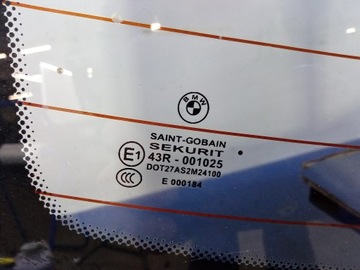 BMW
SAINT-GOBAIN
SEKURIT
E1 43R - 001025
DOT27AS2M24100
CCC
E 000184